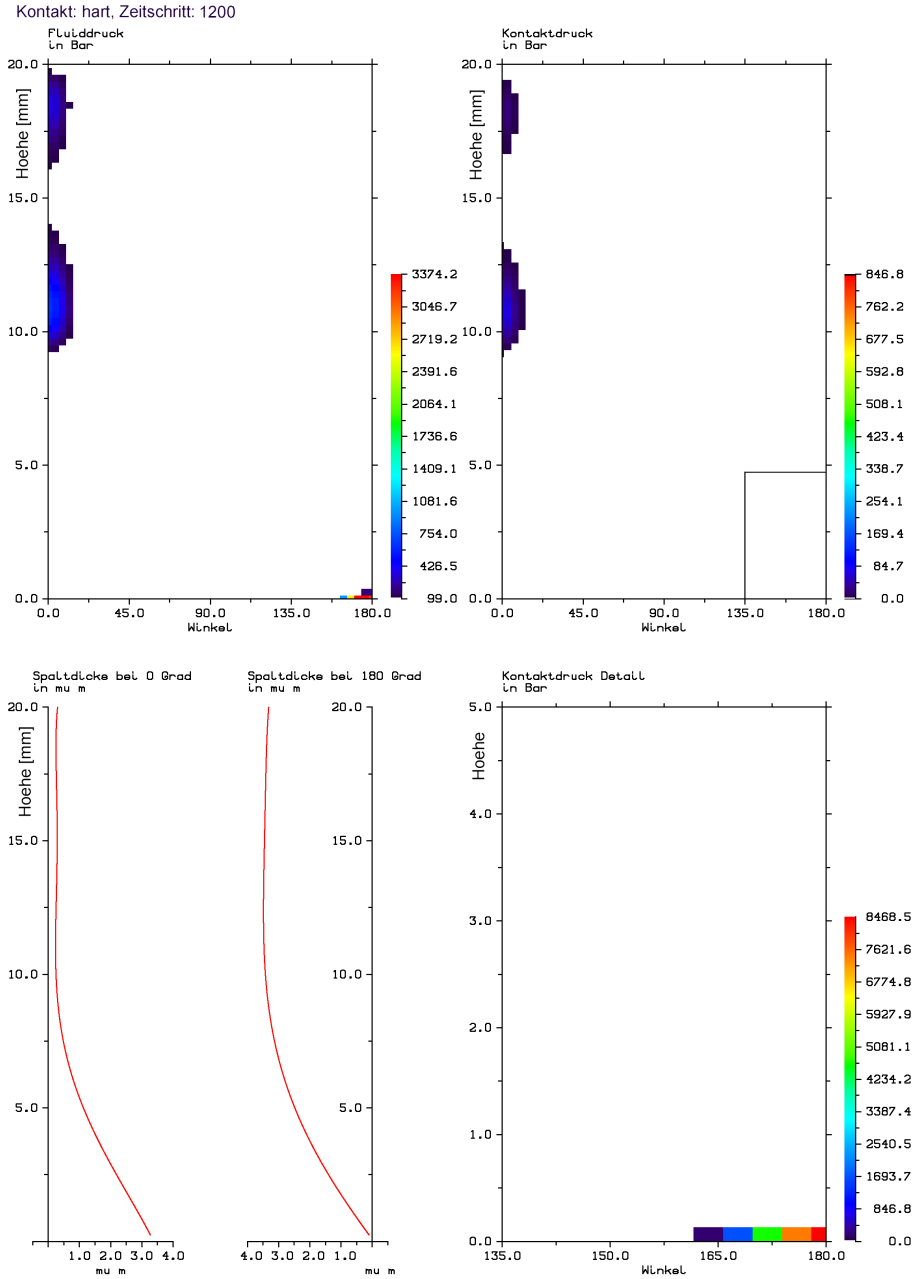 Kontakt: hart, Zeitschritt: 1200
Fluiddruck
in Bar
Kontaktdruck
in Bar
20.0
15.0
10.0
5.0
0.0
Hoehe [mm]
0.0 45.0 90.0 135.0 180.0
Winkel
3374.2
3046.7
2719.2
2391.6
2064.1
1736.6
1409.1
1081.6
754.0
426.5
99.0
20.0
15.0
10.0
5.0
0.0
Hoehe [mm]
0.0 45.0 90.0 135.0 180.0
Winkel
846.8
762.2
677.5
592.8
508.1
423.4
338.7
254.1
169.4
84.7
0.0
Spaltdicke bei 0 Grad
in mu m
20.0
15.0
10.0
5.0
Hoehe [mm]
1.0 2.0 3.0 4.0
mu m
Spaltdicke bei 180 Grad
in mu m
20.0
15.0
10.0
5.0
4.0 3.0 2.0 1.0
mu m
Kontaktdruck Detail
in Bar
5.0
4.0
3.0
2.0
1.0
0.0
Hoehe
135.0 150.0 165.0 180.0
Winkel
8468.5
7621.6
6774.8
5927.9
5081.1
4234.2
3387.4
2540.5
1693.7
846.8
0.0